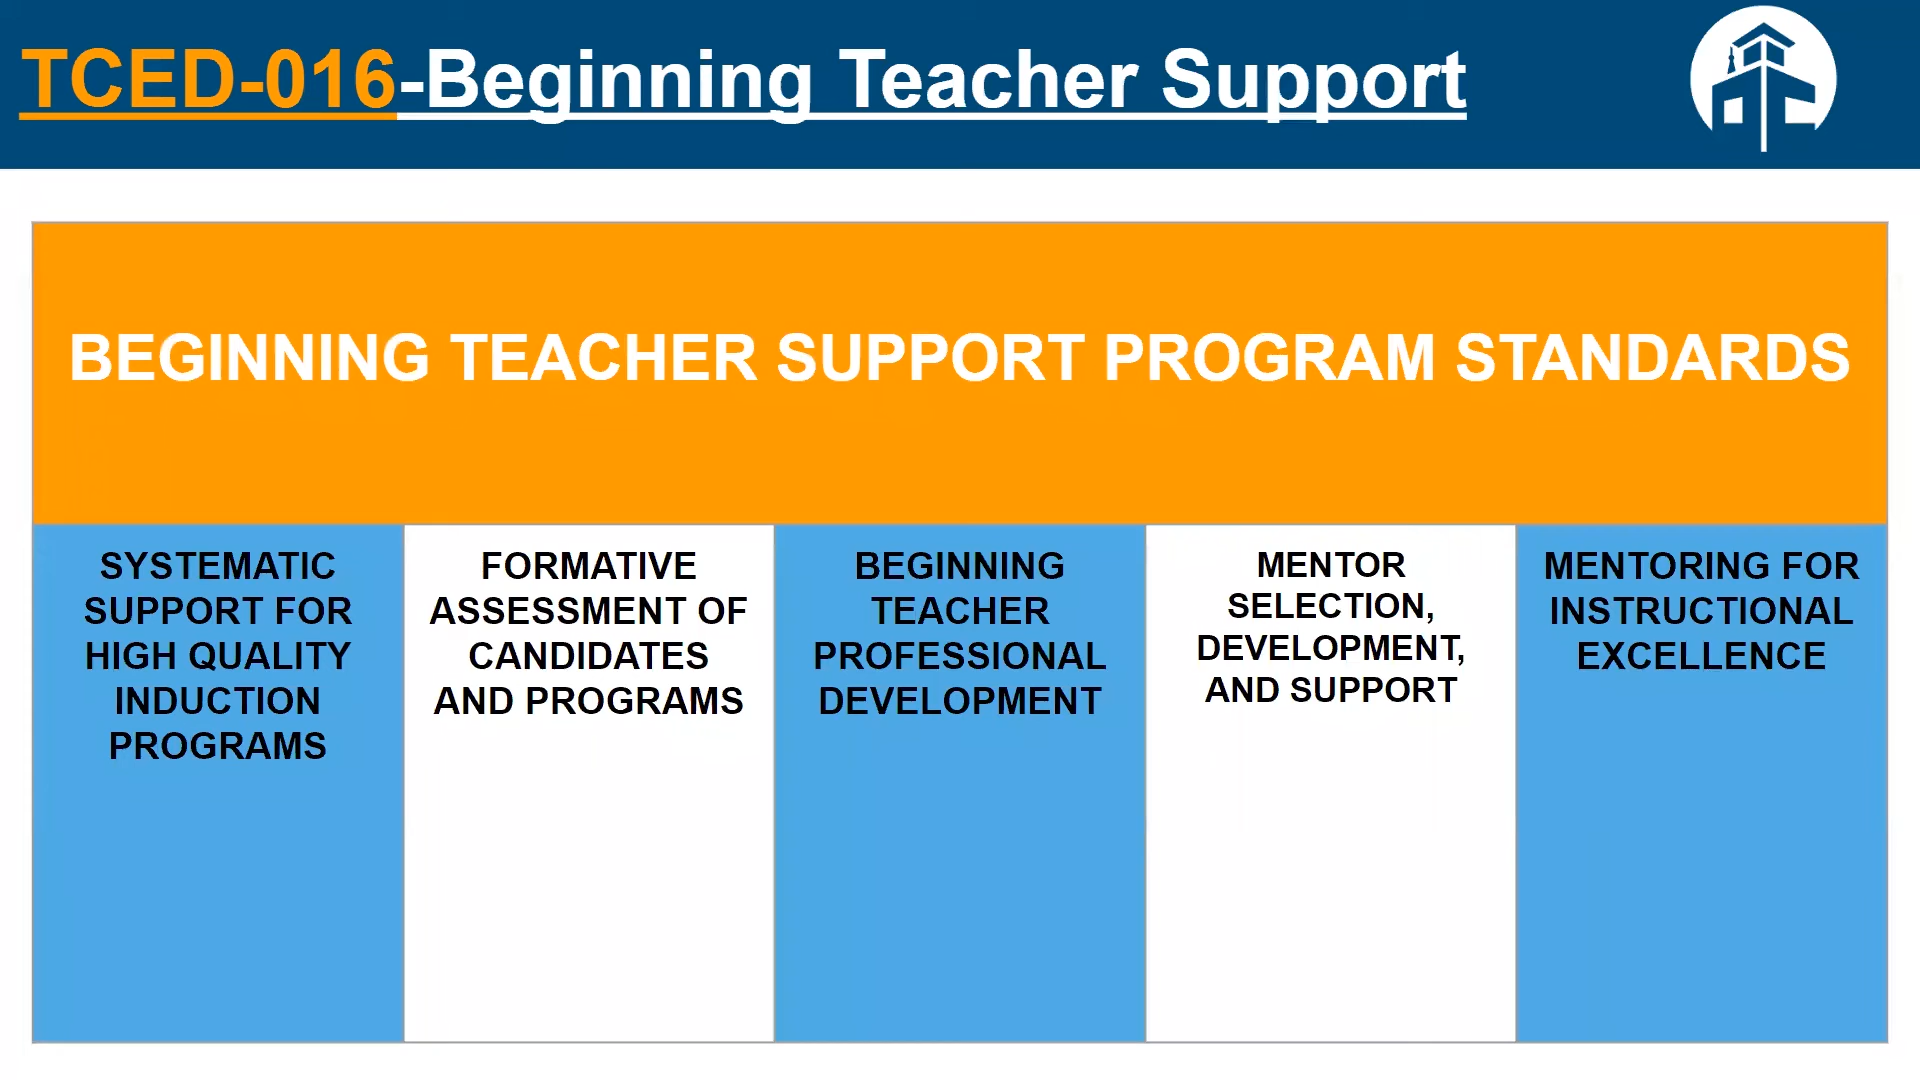 TCED-016-Beginning Teacher Support
BEGINNING TEACHER SUPPORT PROGRAM STANDARDS
SYSTEMATIC
SUPPORT FOR
HIGH QUALITY
INDUCTION
PROGRAMS
FORMATIVE
ASSESSMENT OF
CANDIDATES
AND PROGRAMS
BEGINNING
TEACHER
PROFESSIONAL
DEVELOPMENT
MENTOR
SELECTION,
DEVELOPMENT,
AND SUPPORT
MENTORING FOR
INSTRUCTIONAL
EXCELLENCE